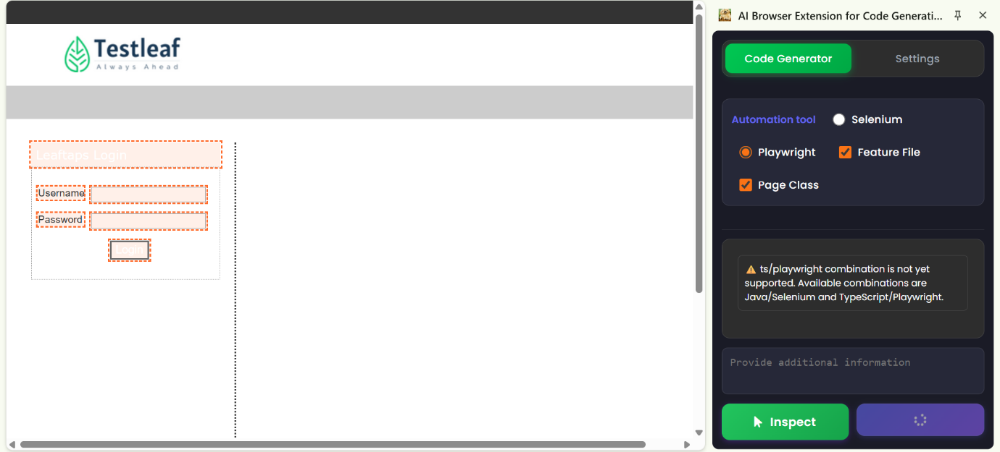 Testleaf
Always Ahead
Leaftaps Login
Username
Password
Login
AI Browser Extension for Code Generati...
Code Generator
Settings
Automation tool
Selenium
Playwright
Feature File
Page Class
⚠️ ts/playwright combination is not yet
supported. Available combinations are
Java/Selenium and TypeScript/Playwright.
Provide additional information
Inspect